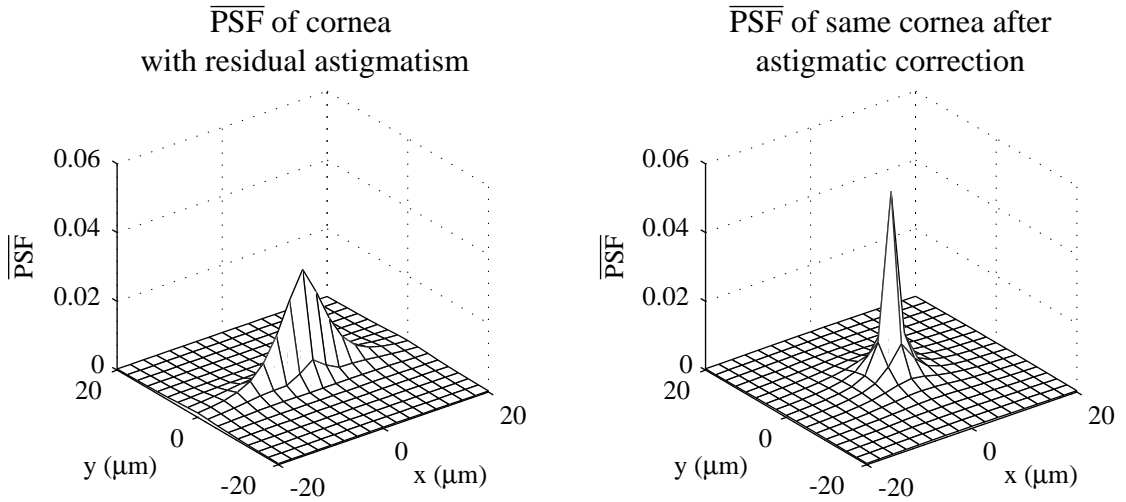 PSF of cornea
with residual astigmatism
0.06
0.04
0.02
0
PSF
20
0
-20
y (μm)
-20
0
20
x (μm)
PSF of same cornea after
astigmatic correction
0.06
0.04
0.02
0
PSF
20
0
-20
y (μm)
-20
0
20
x (μm)